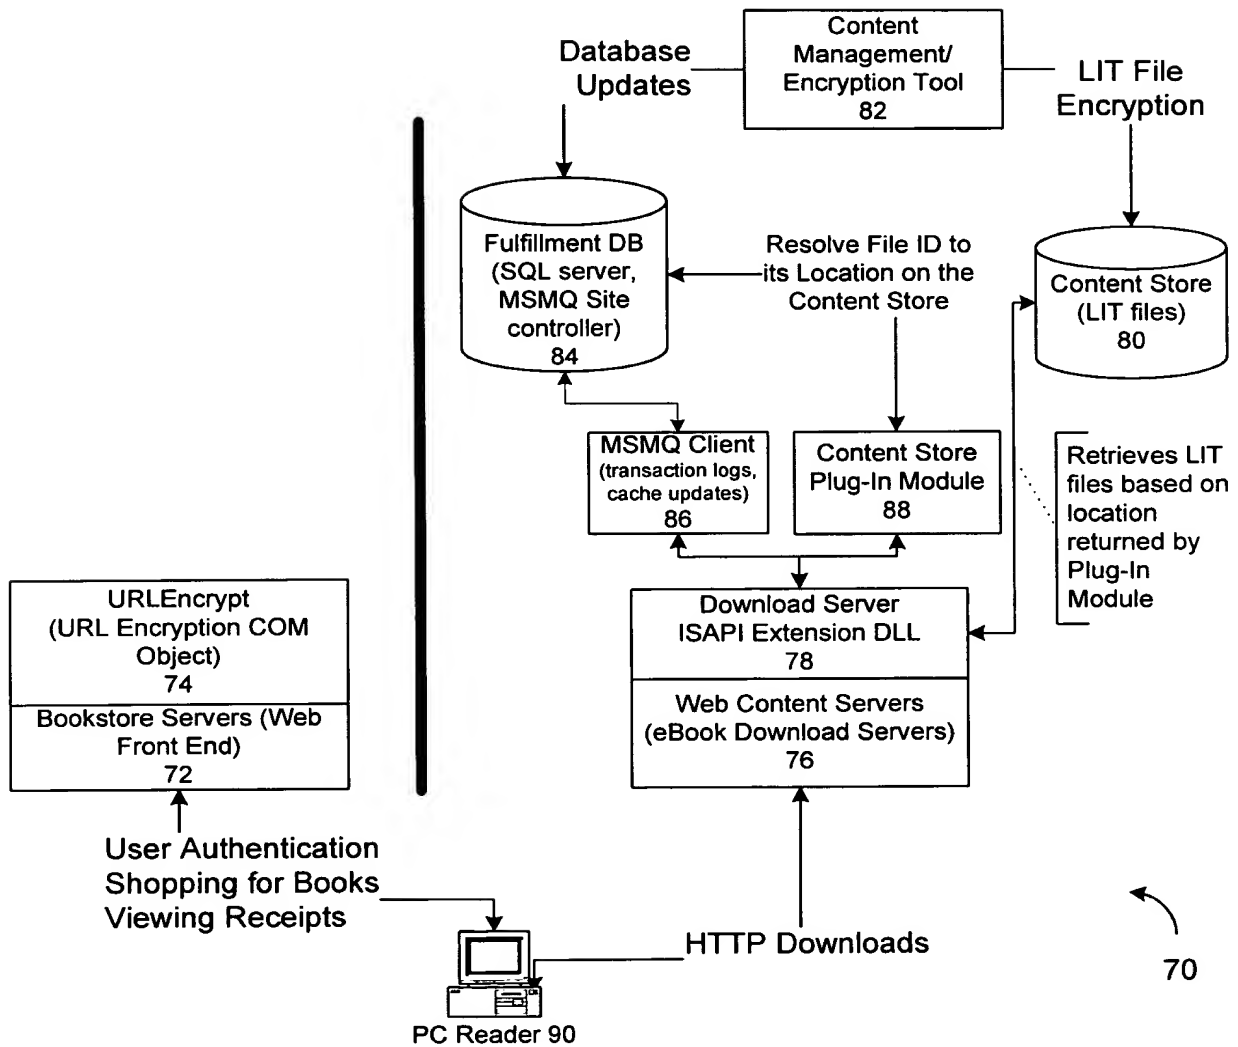 Content
Management/
Encryption Tool
82
Database
Updates
LIT File
Encryption
Fulfillment DB
(SQL server,
MSMQ Site
controller)
84
Resolve File ID to
its Location on the
Content Store
Content Store
(LIT files)
80
MSMQ Client
(transaction logs,
cache updates)
86
Content Store
Plug-In Module
88
Retrieves LIT
files based on
location
returned by
Plug-In
Module
URLEncrypt
(URL Encryption COM
Object)
74
Bookstore Servers (Web
Front End)
72
Download Server
ISAPI Extension DLL
78
Web Content Servers
(eBook Download Servers)
76
User Authentication
Shopping for Books
Viewing Receipts
HTTP Downloads
70
PC Reader 90